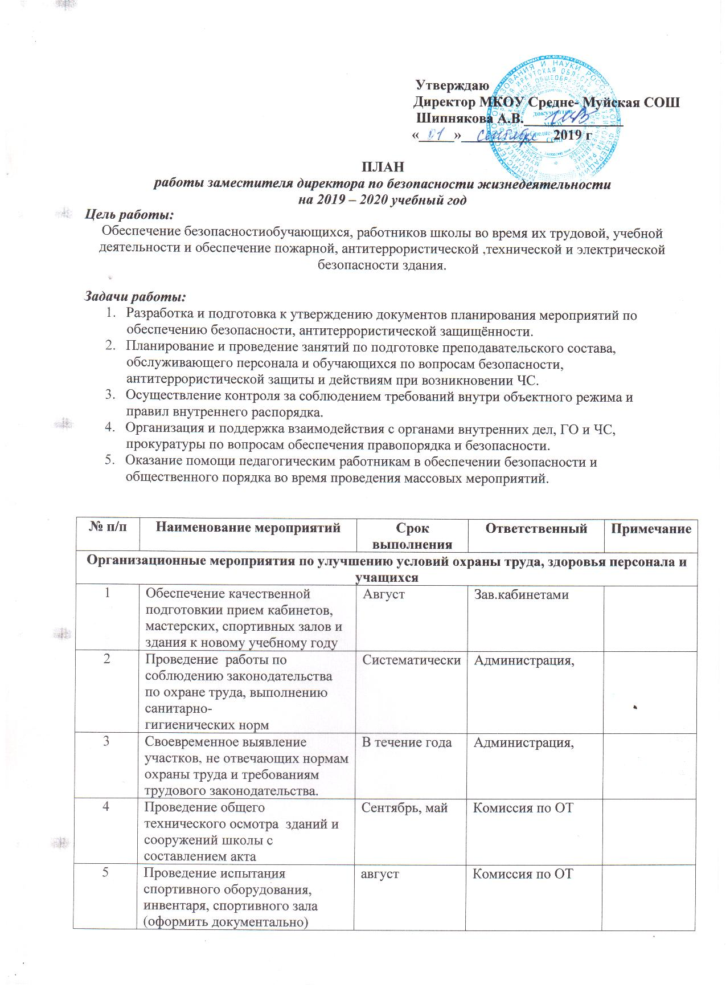 Утверждаю
Директор МКОУ Средне- Муйская СОШ
Шипнякова А.В.
«01» сентября 2019 г
документов
СОШ
ПЛАН
работы заместителя директора по безопасности жизнедеятельности
на 2019 – 2020 учебный год
Цель работы:
Обеспечение безопасностиобучающихся, работников школы во время их трудовой, учебной
деятельности и обеспечение пожарной, антитеррористической ,технической и электрической
безопасности здания.
Задачи работы:
1. Разработка и подготовка к утверждению документов планирования мероприятий по
обеспечению безопасности, антитеррористической защищённости.
2. Планирование и проведение занятий по подготовке преподавательского состава,
обслуживающего персонала и обучающихся по вопросам безопасности,
антитеррористической защиты и действиям при возникновении ЧС.
3. Осуществление контроля за соблюдением требований внутри объектного режима и
правил внутреннего распорядка.
4. Организация и поддержка взаимодействия с органами внутренних дел, ГО и ЧС,
прокуратуры по вопросам обеспечения правопорядка и безопасности.
5. Оказание помощи педагогическим работникам в обеспечении безопасности и
общественного порядка во время проведения массовых мероприятий.
№ п/п Наименование мероприятий Срок Ответственный Примечание
выполнения
Организационные мероприятия по улучшению условий охраны труда, здоровья персонала и
учащихся
1 Обеспечение качественной Август Зав.кабинетами
подготовкии прием кабинетов,
мастерских, спортивных залов и
здания к новому учебному году
2 Проведение работы по Систематически Администрация,
соблюдению законодательства
по охране труда, выполнению
санитарно-
гигиенических норм
3 Своевременное выявление В течение года Администрация,
участков, не отвечающих нормам
охраны труда и требованиям
трудового законодательства.
4 Проведение общего Сентябрь, май Комиссия по ОТ
технического осмотра зданий и
сооружений школы с
составлением акта
5 Проведение испытания август Комиссия по ОТ
спортивного оборудования,
инвентаря, спортивного зала
(оформить документально)